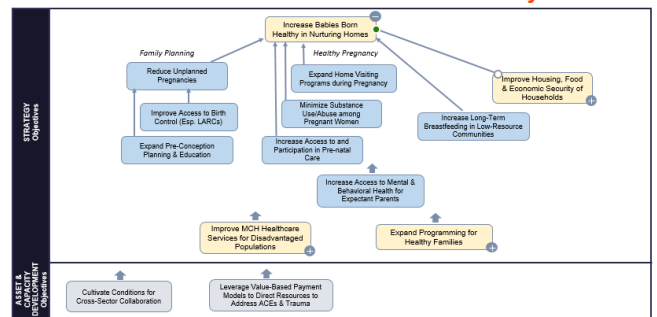 Increase Babies Born
Healthy in Nurturing Homes
Family Planning
Healthy Pregnancy
Reduce Unplanned
Pregnancies
Expand Home Visiting
Programs during Pregnancy
Improve Housing, Food
& Economic Security of
Households
Improve Access to Birth
Control (Esp. LARCs)
Minimize Substance
Use/Abuse among
Pregnant Women
Increase Long-Term
Breastfeeding in Low-Resource
Communities
Expand Pre-Conception
Planning & Education
Increase Access to and
Participation in Pre-natal
Care
Increase Access to Mental &
Behavioral Health for
Expectant Parents
Improve MCH Healthcare
Services for Disadvantaged
Populations
Expand Programming for
Healthy Families
STRATEGY
Objectives
Cultivate Conditions for
Cross-Sector Collaboration
Leverage Value-Based Payment
Models to Direct Resources to
Address ACEs & Trauma
ASSET &
CAPACITY
DEVELOPMENT
Objectives